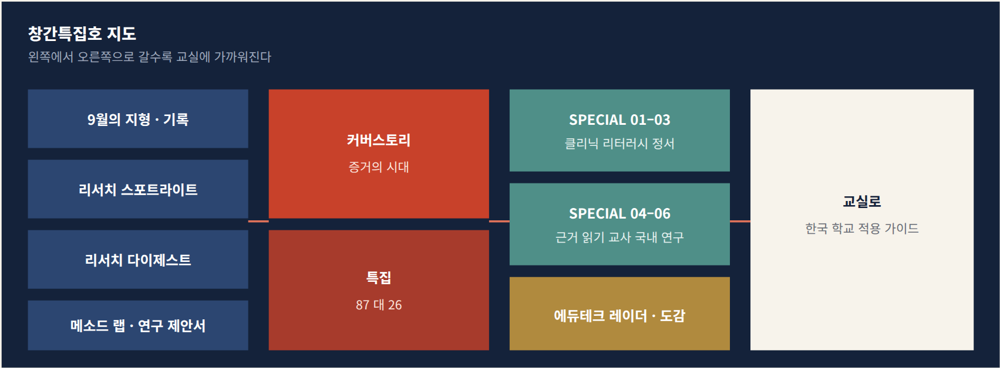 창간특집호 지도
왼쪽에서 오른쪽으로 갈수록 교실에 가까워진다
9월의 지형 · 기록
리서치 스포트라이트
리서치 다이제스트
메소드 랩 · 연구 제안서
커버스토리
증거의 시대
특집
87 대 26
SPECIAL 01–03
클리닉 리터러시 정서
SPECIAL 04–06
근거 읽기 교사 국내 연구
에듀테크 레이더 · 도감
교실로
한국 학교 적용 가이드